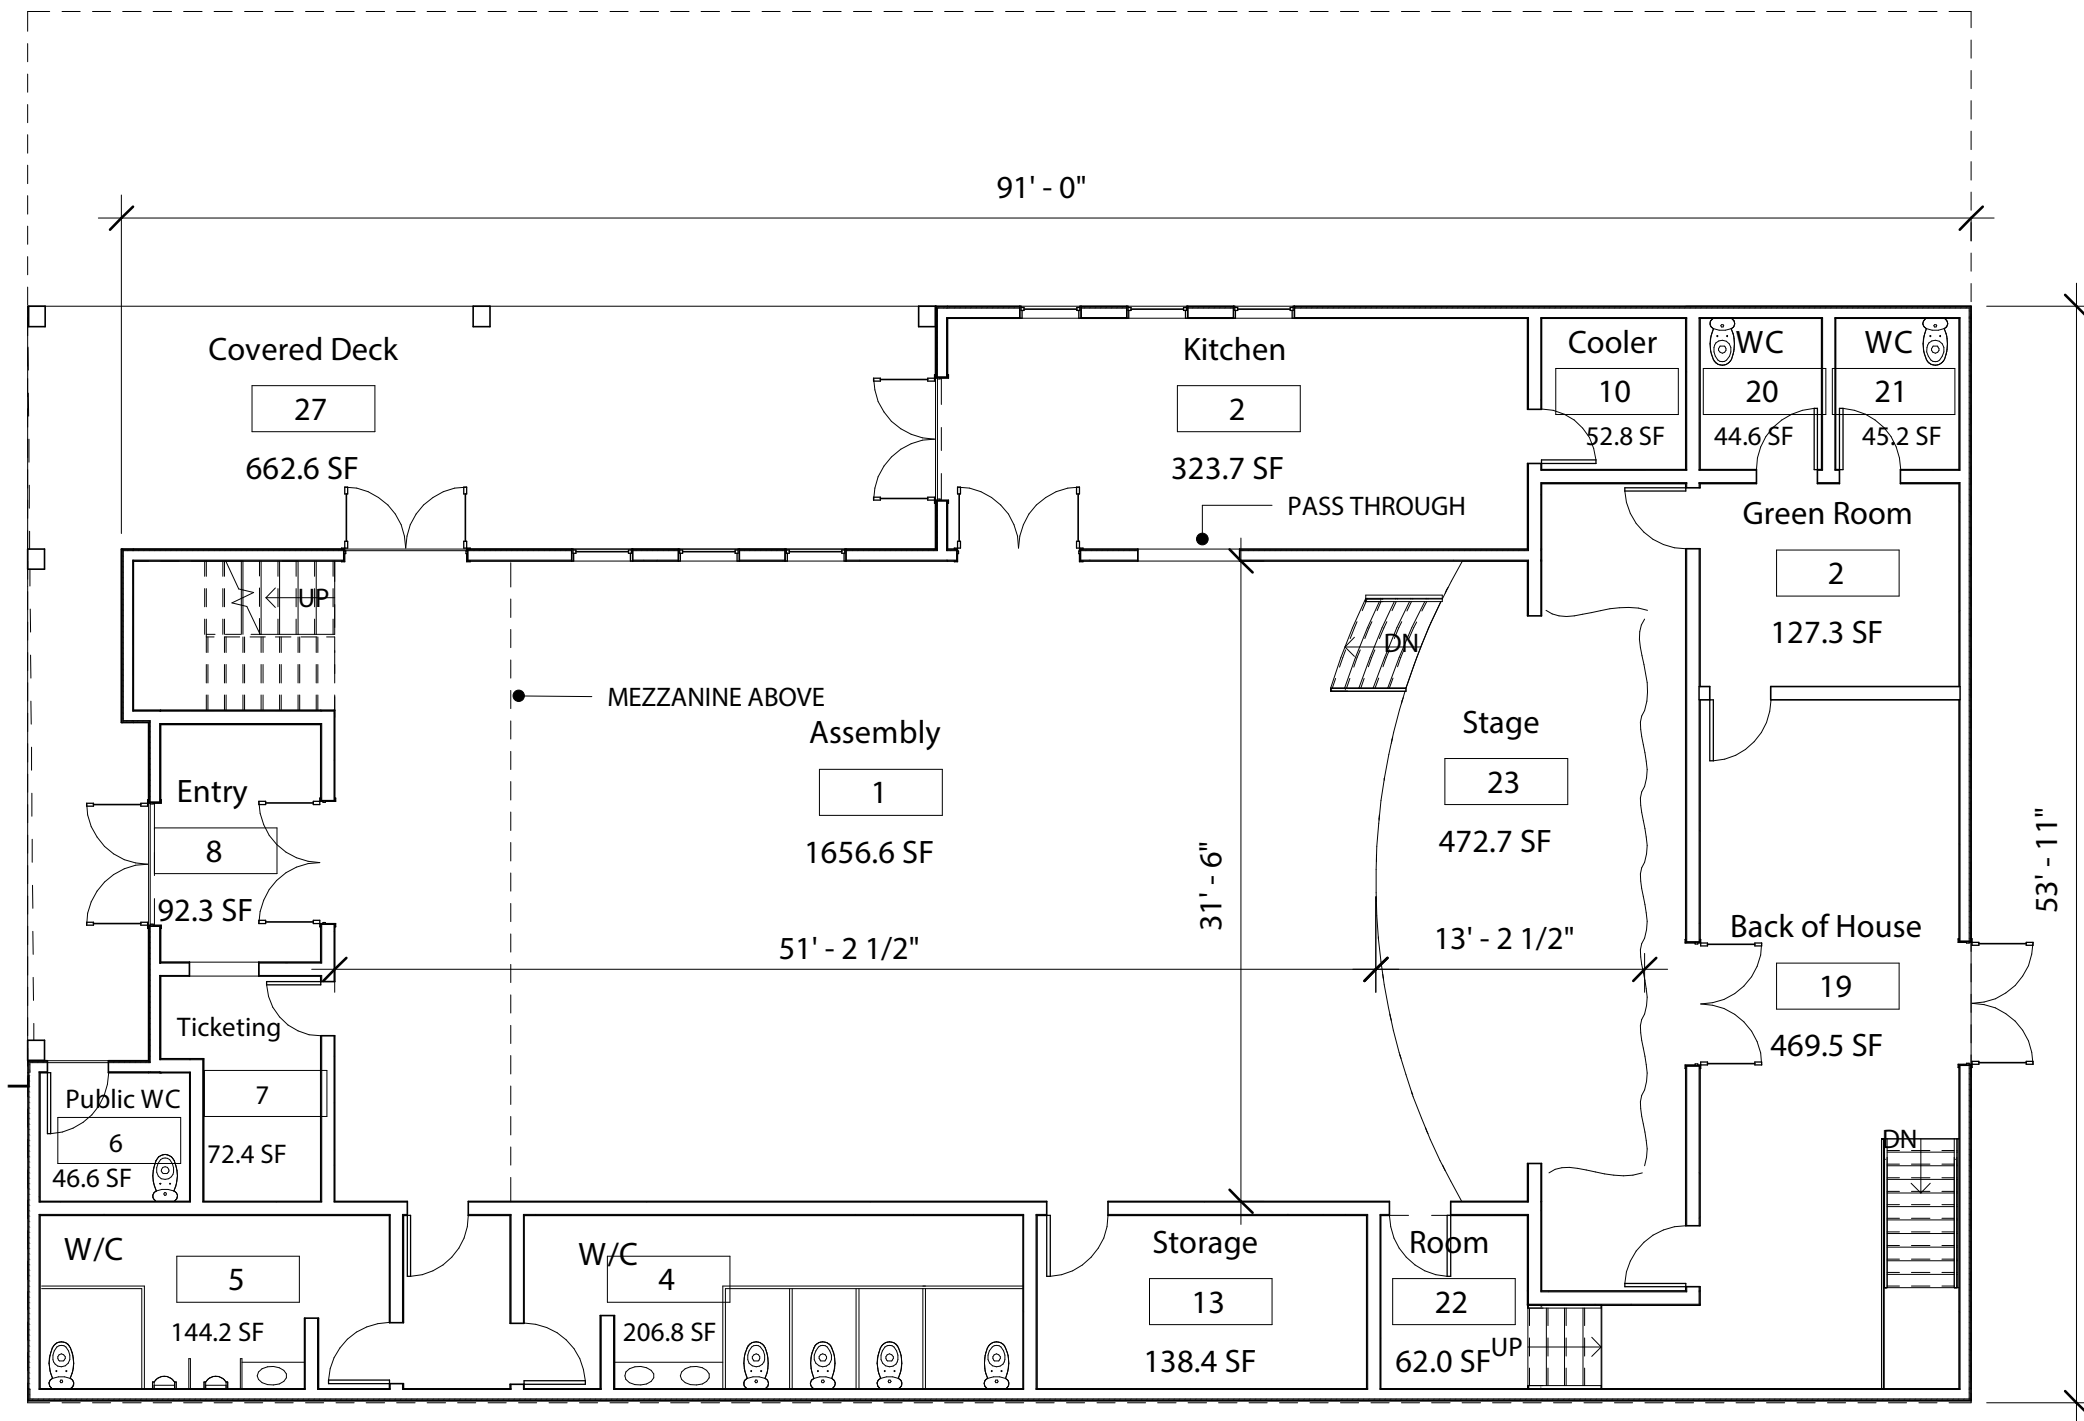 91' - 0"
Covered Deck
27
662.6 SF
Kitchen
2
323.7 SF
Cooler
10
52.8 SF
WC
20
44.6 SF
WC
21
45.2 SF
PASS THROUGH
Green Room
2
127.3 SF
UP
DN
MEZZANINE ABOVE
Assembly
1
1656.6 SF
Stage
23
472.7 SF
Entry
8
92.3 SF
31' - 6"
53' - 11"
51' - 2 1/2"
13' - 2 1/2"
Back of House
19
469.5 SF
Ticketing
7
72.4 SF
Public WC
6
46.6 SF
DN
W/C
5
144.2 SF
W/C
4
206.8 SF
Storage
13
138.4 SF
Room
22
62.0 SF
UP